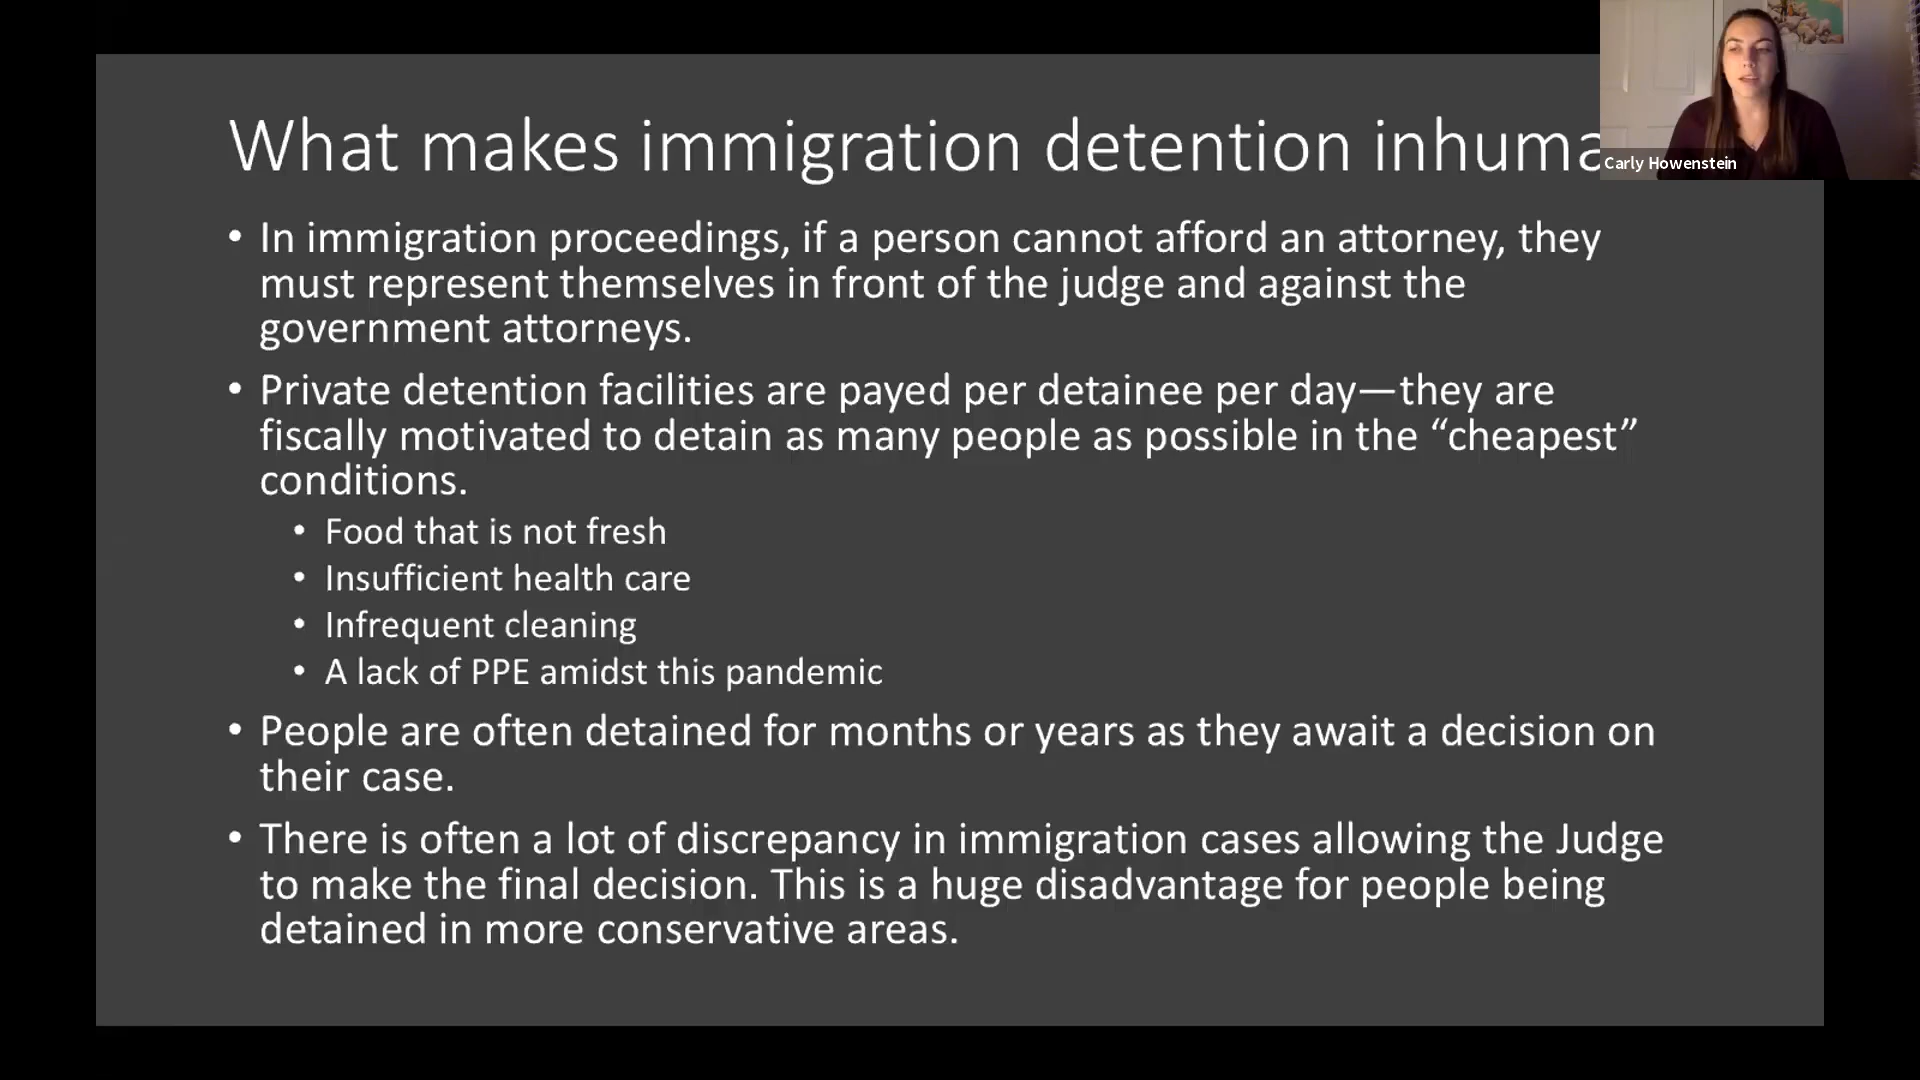 What makes immigration detention inhuma
Carly Howenstein
• In immigration proceedings, if a person cannot afford an attorney, they
must represent themselves in front of the judge and against the
government attorneys.
• Private detention facilities are payed per detainee per day—they are
fiscally motivated to detain as many people as possible in the “cheapest”
conditions.
• Food that is not fresh
• Insufficient health care
• Infrequent cleaning
• A lack of PPE amidst this pandemic
• People are often detained for months or years as they await a decision on
their case.
• There is often a lot of discrepancy in immigration cases allowing the Judge
to make the final decision. This is a huge disadvantage for people being
detained in more conservative areas.